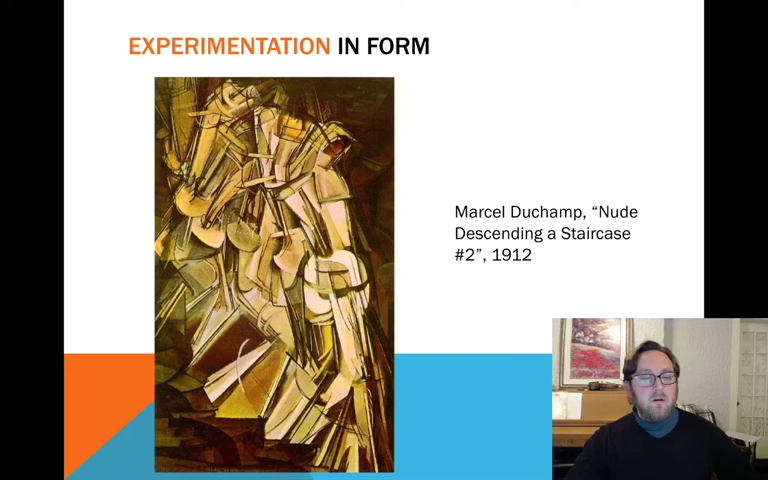 EXPERIMENTATION IN FORM
Marcel Duchamp, “Nude
Descending a Staircase
#2”, 1912